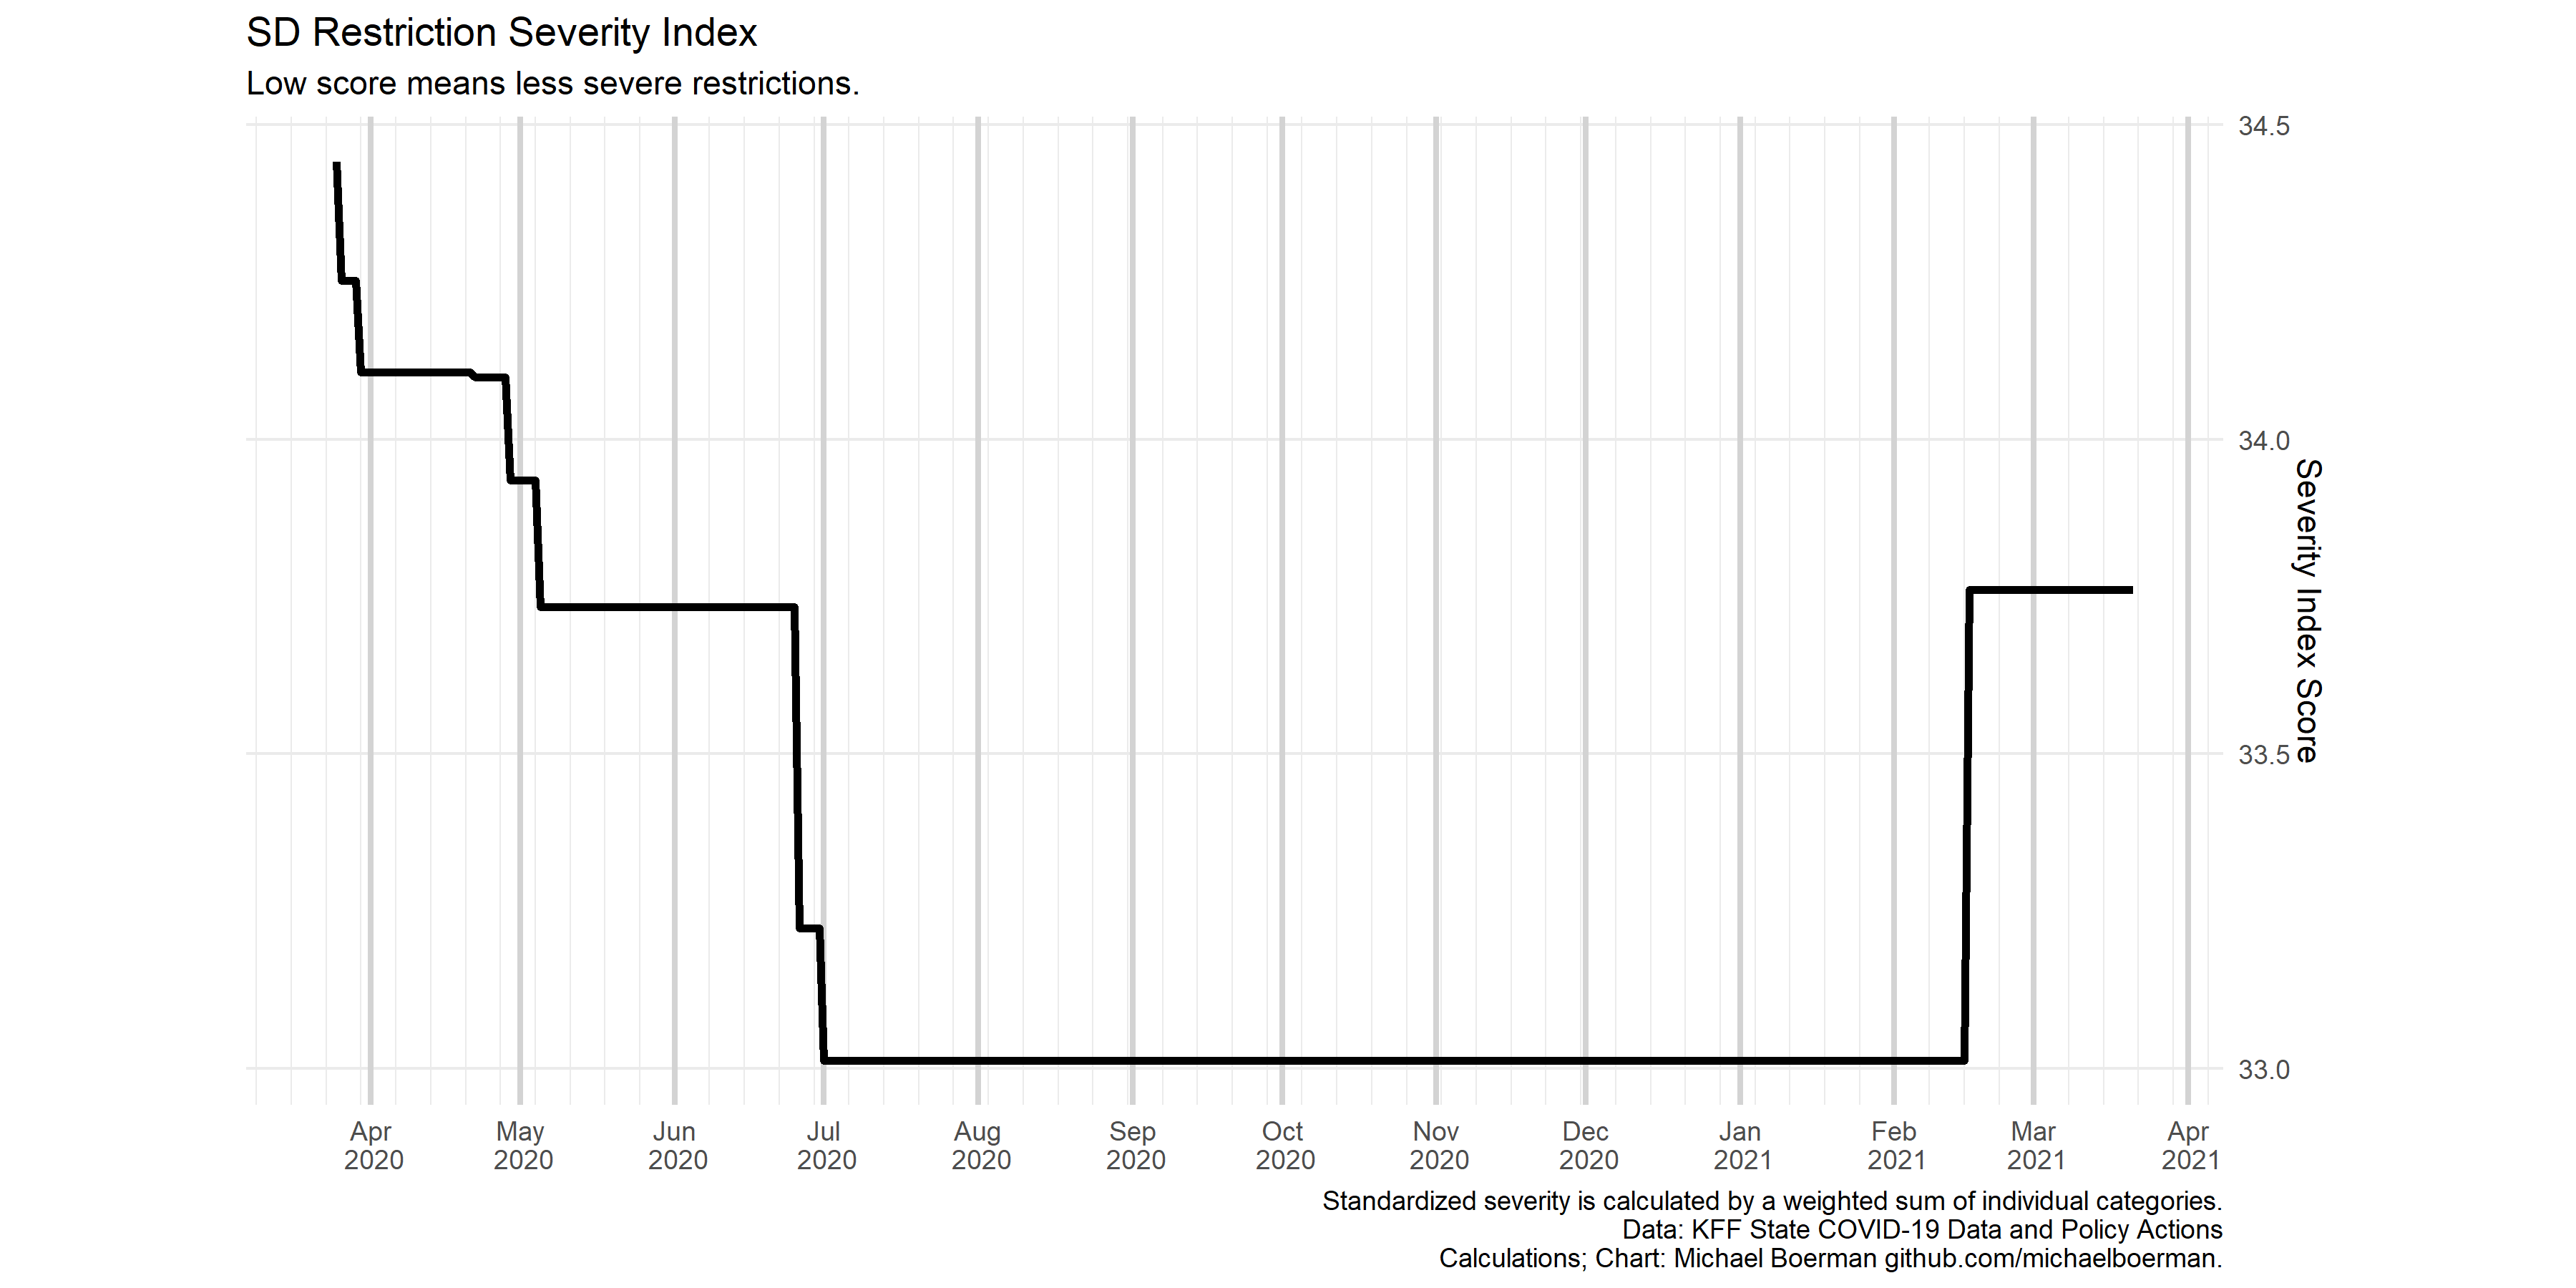 SD Restriction Severity Index
Low score means less severe restrictions.
34.5
34.0
33.5
33.0
Severity Index Score
Apr
2020
May
2020
Jun
2020
Jul
2020
Aug
2020
Sep
2020
Oct
2020
Nov
2020
Dec
2020
Jan
2021
Feb
2021
Mar
2021
Apr
2021
Standardized severity is calculated by a weighted sum of individual categories.
Data: KFF State COVID-19 Data and Policy Actions
Calculations; Chart: Michael Boerman github.com/michaelboerman.